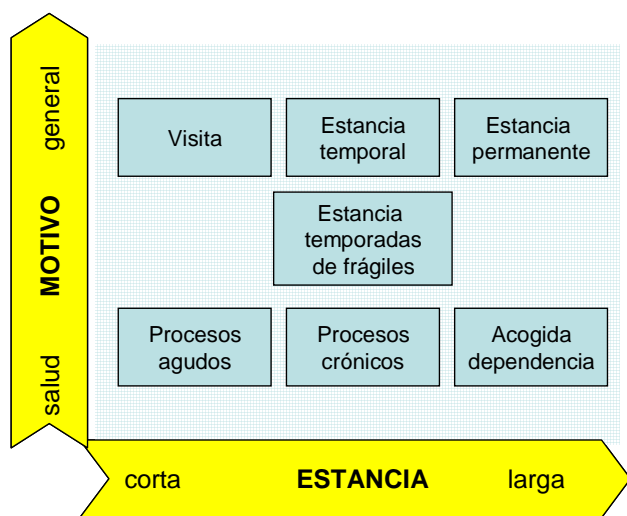 general
MOTIVO
salud
Visita
Estancia
temporal
Estancia
permanente
Estancia
temporadas
de frágiles
Procesos
agudos
Procesos
crónicos
Acogida
dependencia
corta
ESTANCIA
larga